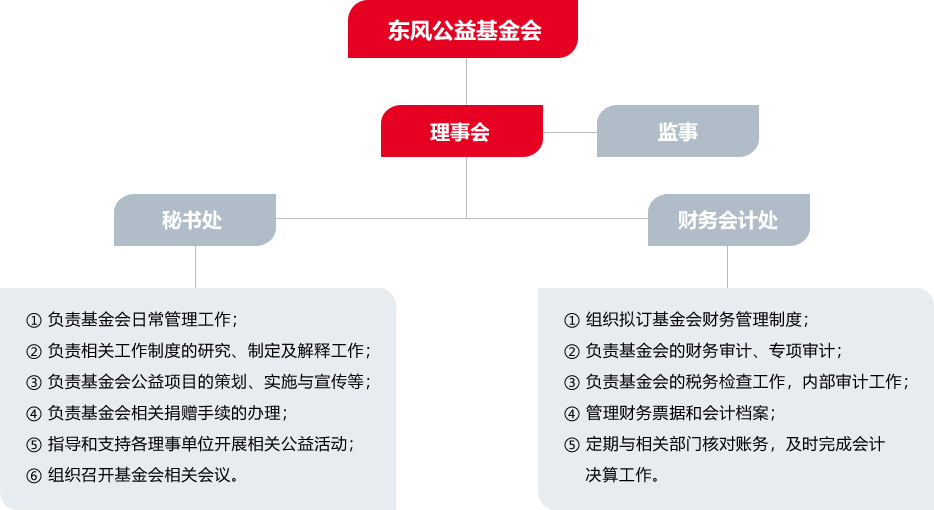 东风公益基金会
理事会
监事
秘书处
财务会计处
① 负责基金会日常管理工作；
② 负责相关工作制度的研究、制定及解释工作；
③ 负责基金会公益项目的策划、实施与宣传等；
④ 负责基金会相关捐赠手续的办理；
⑤ 指导和支持各理事单位开展相关公益活动；
⑥ 组织召开基金会相关会议。
① 组织拟订基金会财务管理制度；
② 负责基金会的财务审计、专项审计；
③ 负责基金会的税务检查工作，内部审计工作；
④ 管理财务票据和会计档案；
⑤ 定期与相关部门核对账务，及时完成会计
决算工作。